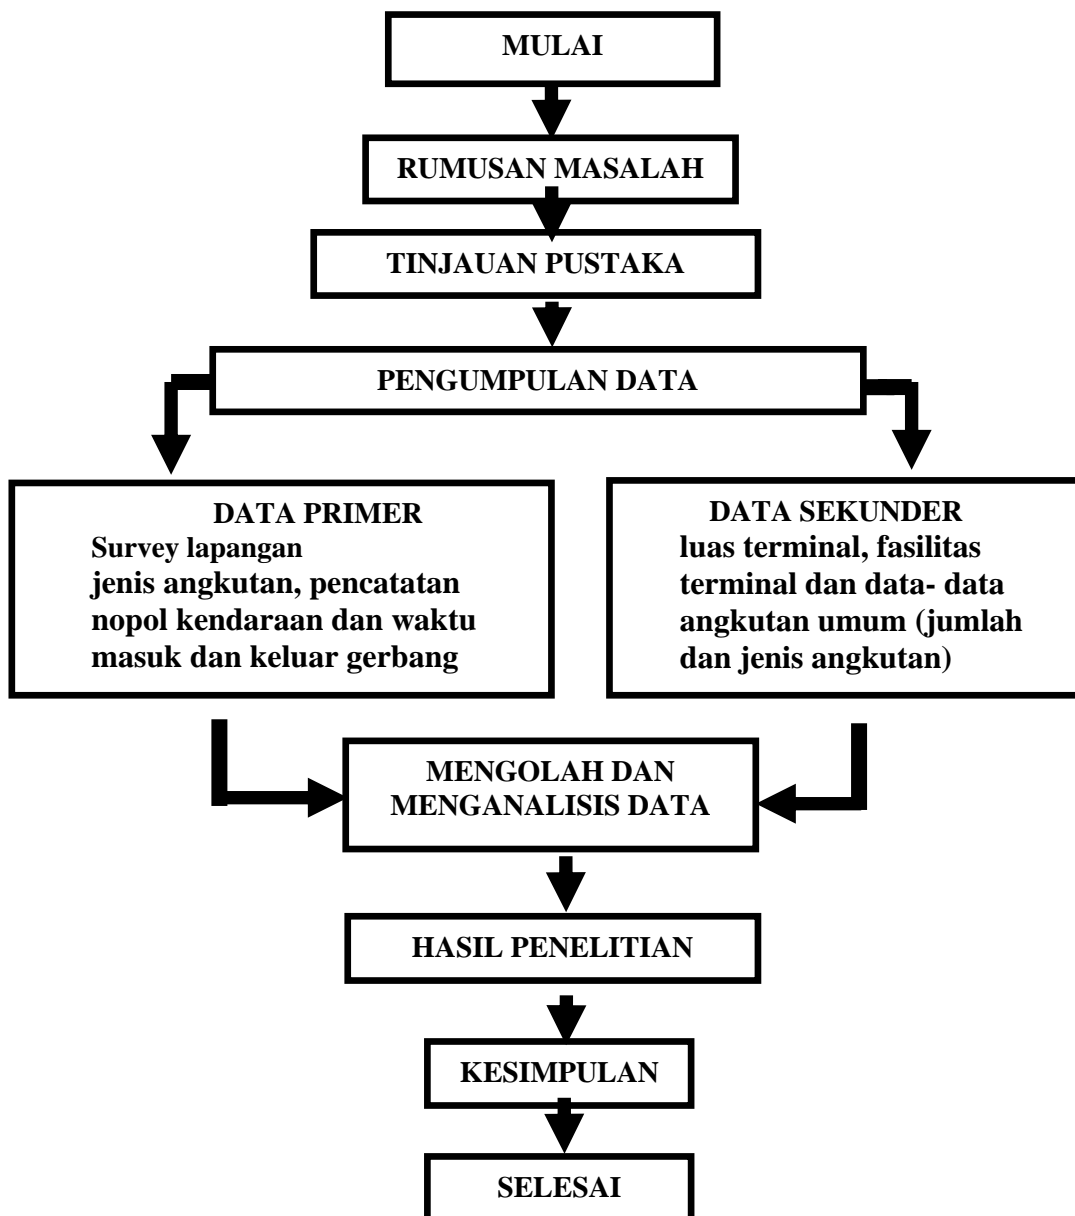 MULAI
RUMUSAN MASALAH
TINJAUAN PUSTAKA
PENGUMPULAN DATA
DATA PRIMER
Survey lapangan
jenis angkutan, pencatatan
nopol kendaraan dan waktu
masuk dan keluar gerbang
DATA SEKUNDER
luas terminal, fasilitas
terminal dan data- data
angkutan umum (jumlah
dan jenis angkutan)
MENGOLAH DAN
MENGANALISIS DATA
HASIL PENELITIAN
KESIMPULAN
SELESAI